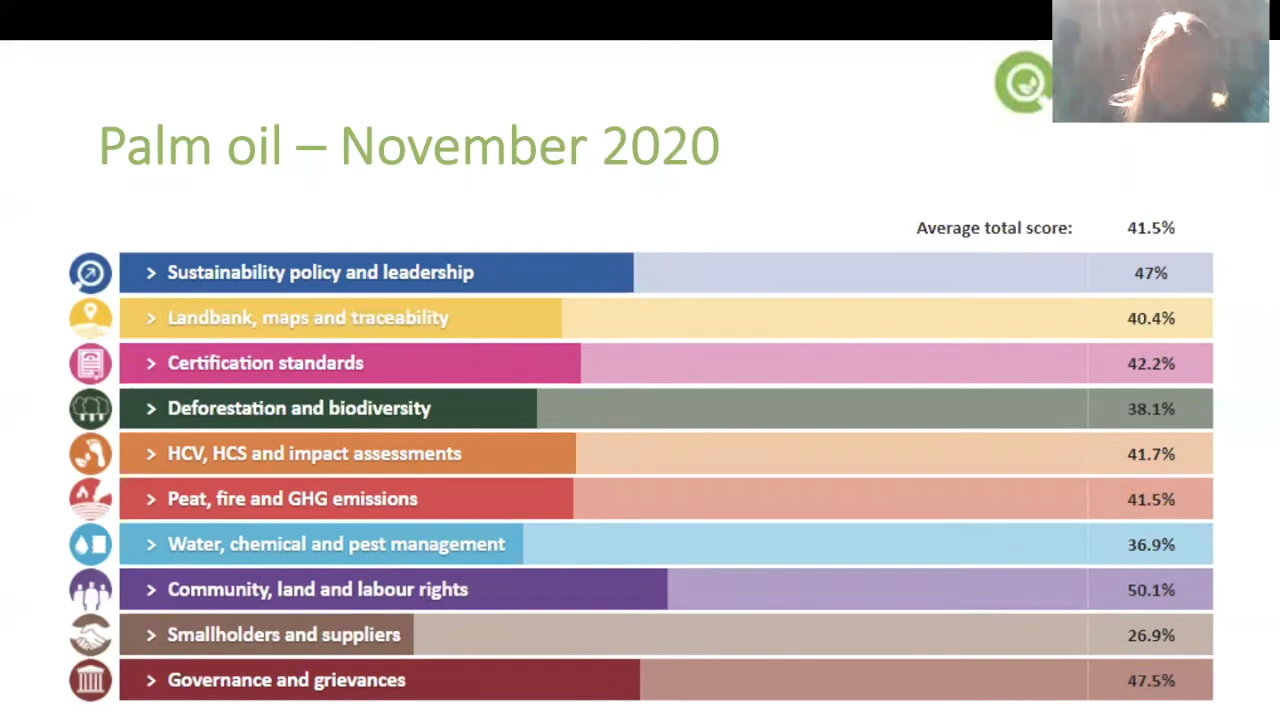 Palm oil – November 2020
Average total score: 41.5%
> Sustainability policy and leadership 47%
> Landbank, maps and traceability 40.4%
> Certification standards 42.2%
> Deforestation and biodiversity 38.1%
> HCV, HCS and impact assessments 41.7%
> Peat, fire and GHG emissions 41.5%
> Water, chemical and pest management 36.9%
> Community, land and labour rights 50.1%
> Smallholders and suppliers 26.9%
> Governance and grievances 47.5%